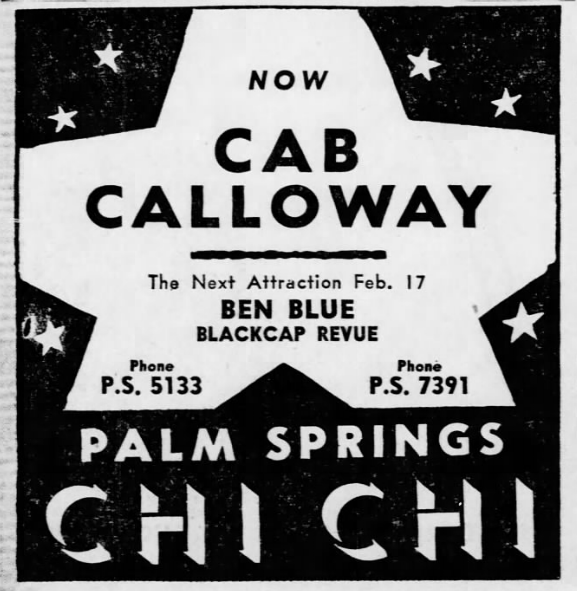 NOW
CAB
CALLOWAY
The Next Attraction Feb. 17
BEN BLUE
BLACKCAP REVUE
Phone
P.S. 5133
Phone
P.S. 7391
PALM SPRINGS
CHI CHI